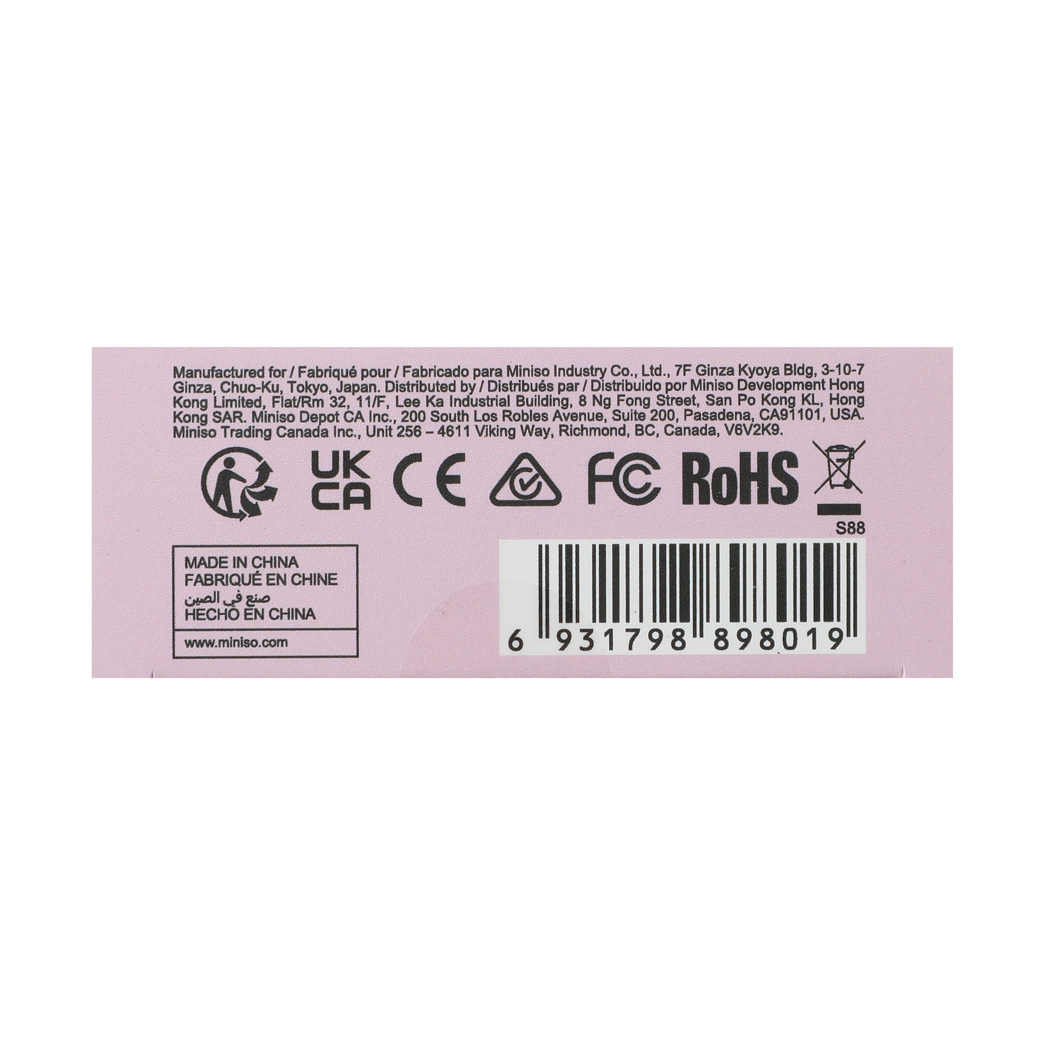 Manufactured for / Fabriqué pour / Fabricado para Miniso Industry Co., Ltd., 7F Ginza Kyoya Bldg, 3-10-7
Ginza, Chuo-Ku, Tokyo, Japan. Distributed by / Distribués par / Distribuido por Miniso Development Hong
Kong Limited, Flat/Rm 32, 11/F, Lee Ka Industrial Building, 8 Ng Fong Street, San Po Kong KL, Hong
Kong SAR. Miniso Depot CA Inc., 200 South Los Robles Avenue, Suite 200, Pasadena, CA91101, USA.
Miniso Trading Canada Inc., Unit 256 – 4611 Viking Way, Richmond, BC, Canada, V6V2K9.
UK
CA
CE
FC
RoHS
S88
MADE IN CHINA
FABRIQUÉ EN CHINE
صنع في الصين
HECHO EN CHINA
www.miniso.com
6 931798 898019